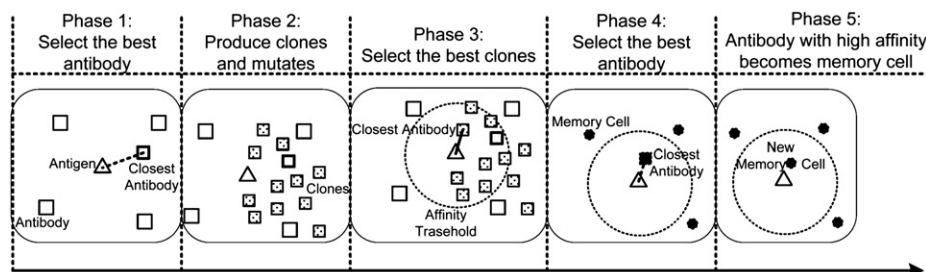 Phase 1:
Select the best
antibody
Phase 2:
Produce clones
and mutates
Phase 3:
Select the best clones
Phase 4:
Select the best
antibody
Phase 5:
Antibody with high affinity
becomes memory cell
Antigen
Closest
Antibody
Antibody
Clones
Closest Antibody
Affinity
Trasehold
Memory Cell
Closest
Antibody
New
Memory Cell